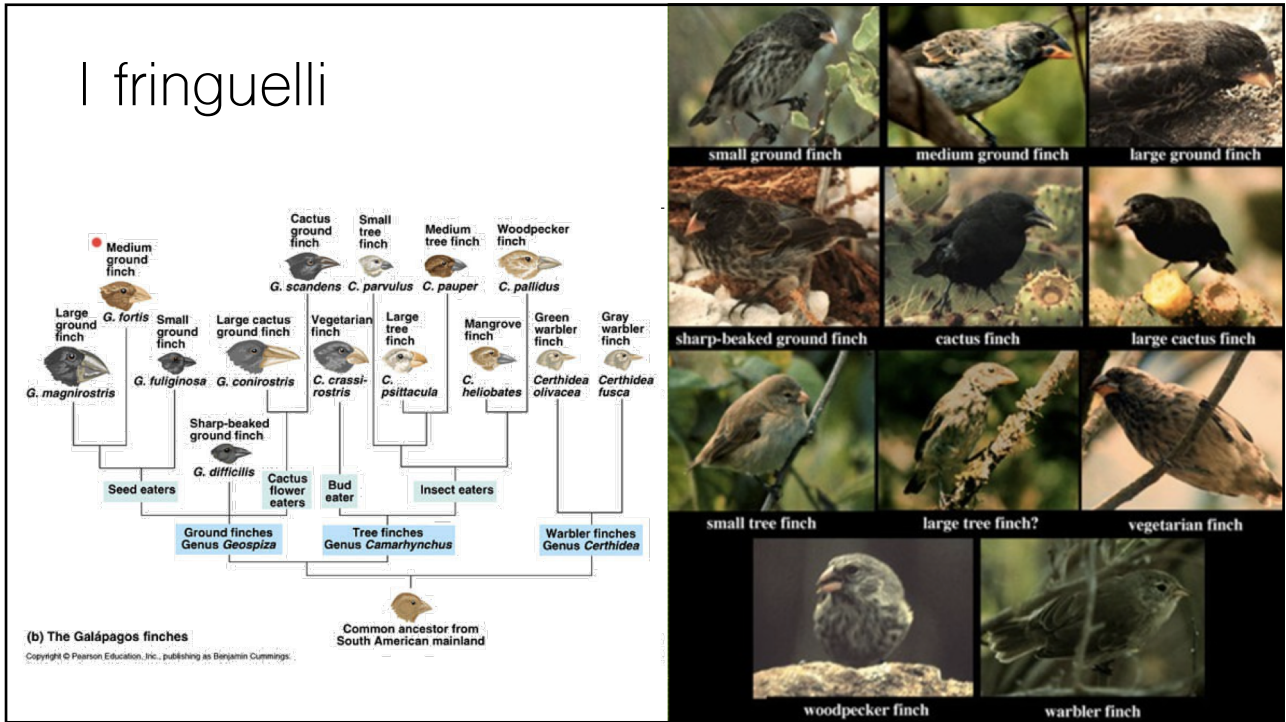 I fringuelli
Medium
ground
finch
G. fortis
Large
ground
finch
G. magnirostris
Small
ground
finch
G. fuliginosa
Large cactus
ground finch
G. conirostris
Cactus
ground
finch
G. scandens
Sharp-beaked
ground finch
G. difficilis
Vegetarian
finch
C. crassi-
rostris
Small
tree
finch
C. parvulus
Large
tree
finch
C.
psittacula
Medium
tree finch
C. pauper
Woodpecker
finch
C. pallidus
Mangrove
finch
C.
heliobates
Green
warbler
finch
Certhidea
olivacea
Gray
warbler
finch
Certhidea
fusca
Seed eaters
Cactus
flower
eaters
Bud
eater
Insect eaters
Ground finches
Genus Geospiza
Tree finches
Genus Camarhynchus
Warbler finches
Genus Certhidea
Common ancestor from
South American mainland
(b) The Galápagos finches
Copyright © Pearson Education, Inc., publishing as Benjamin Cummings.
small ground finch
medium ground finch
large ground finch
sharp-beaked ground finch
cactus finch
large cactus finch
small tree finch
large tree finch?
vegetarian finch
woodpecker finch
warbler finch